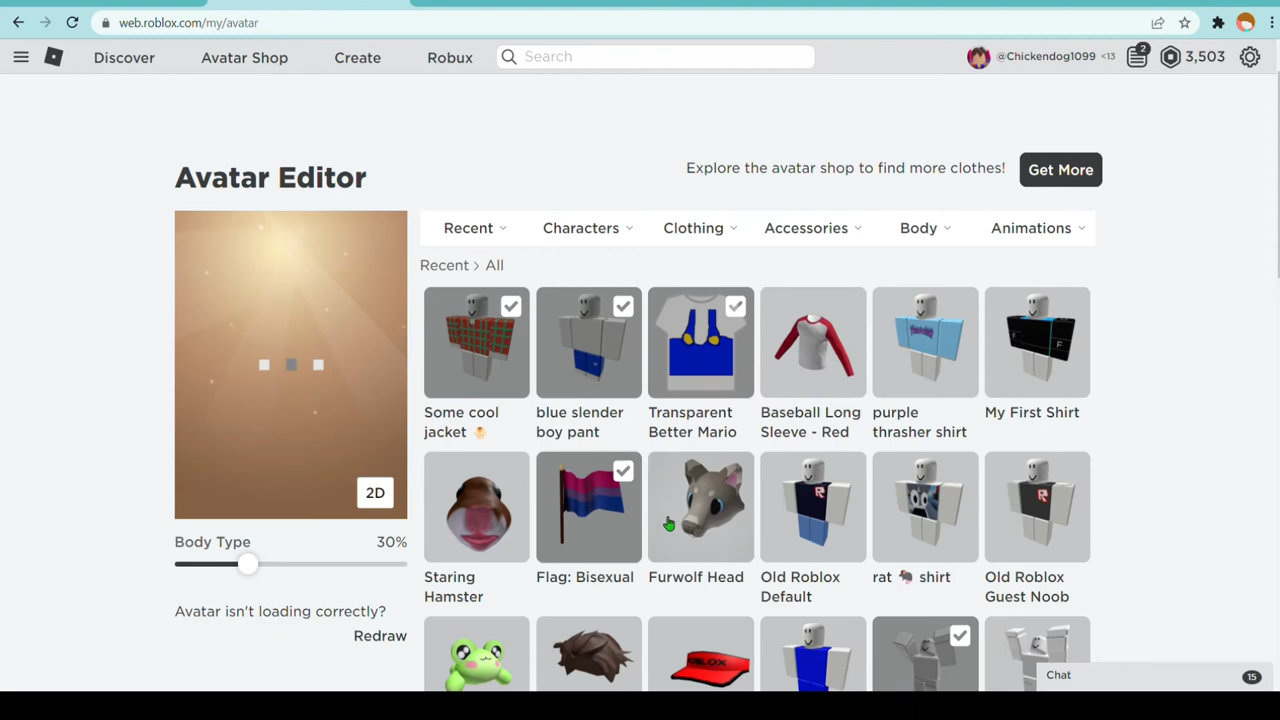 web.roblox.com/my/avatar
Discover
Avatar Shop
Create
Robux
Search
@Chickendog1099 <13
2
3,503
Explore the avatar shop to find more clothes!
Get More
Avatar Editor
Recent
Characters
Clothing
Accessories
Body
Animations
Recent > All
Some cool
jacket 👶🏻
blue slender
boy pant
Transparent
Better Mario
Baseball Long
Sleeve - Red
purple
thrasher shirt
My First Shirt
2D
Body Type
30%
Staring
Hamster
Flag: Bisexual
Furwolf Head
Old Roblox
Default
rat 🐀 shirt
Old Roblox
Guest Noob
Avatar isn't loading correctly?
Redraw
ROBLOX
Chat
15